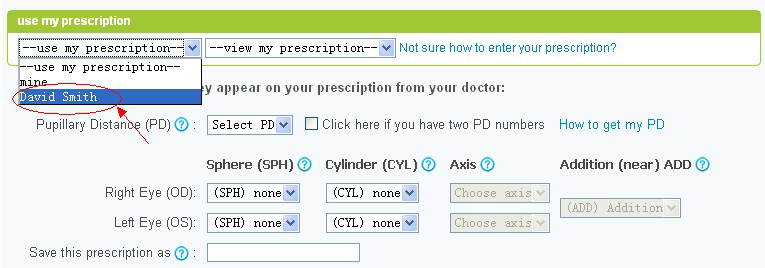 use my prescription
--use my prescription-- --view my prescription-- Not sure how to enter your prescription?
--use my prescription--
mine
David Smith
ey appear on your prescription from your doctor:
Pupillary Distance (PD) ? : Select PD Click here if you have two PD numbers How to get my PD
Sphere (SPH) ? Cylinder (CYL) ? Axis ? Addition (near) ADD ?
Right Eye (OD): (SPH) none (CYL) none Choose axis
(ADD) Addition
Left Eye (OS): (SPH) none (CYL) none Choose axis
Save this prescription as ? :